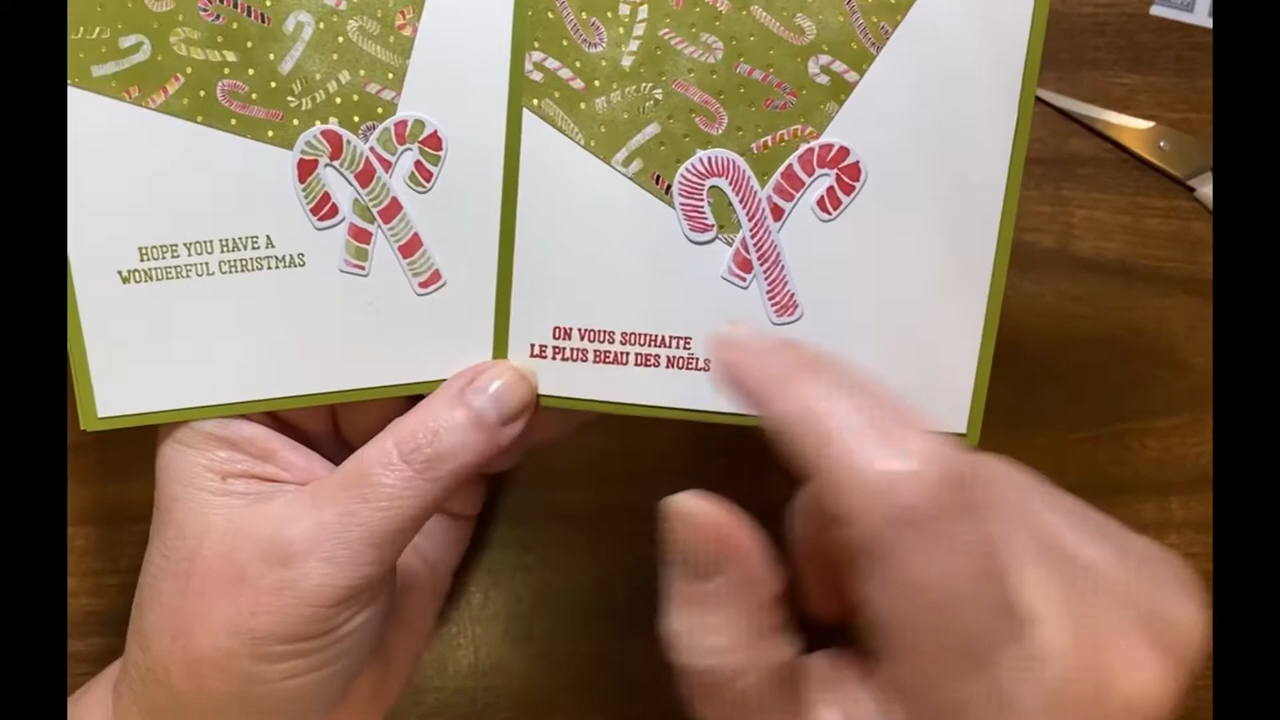 HOPE YOU HAVE A
WONDERFUL CHRISTMAS
ON VOUS SOUHAITE
LE PLUS BEAU DES NOËLS